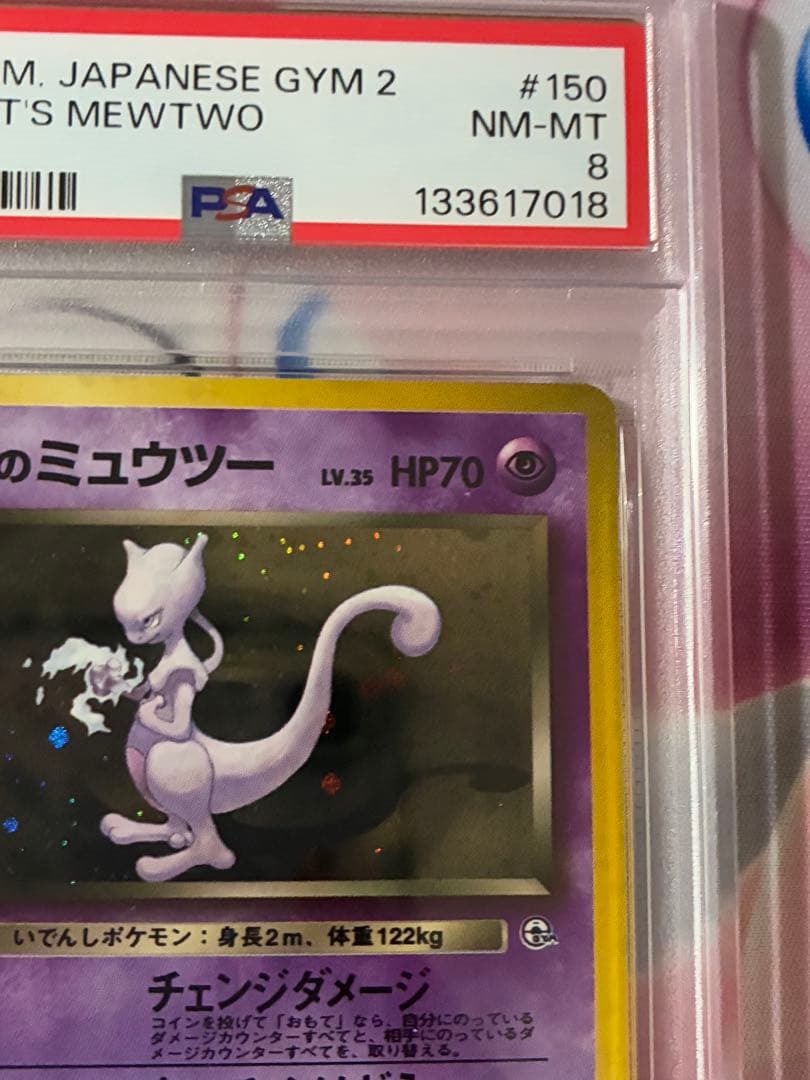 M. JAPANESE GYM 2 #150
T'S MEWTWO NM-MT
8
PSA 133617018
のミュウツー LV.35 HP70
いでんしポケモン：身長2m、体重122kg
チェンジダメージ
コインを投げて「おもて」なら、自分にのっている
ダメージカウンターすべてと、相手にのっているダ
メージカウンターすべてを、取り替える。